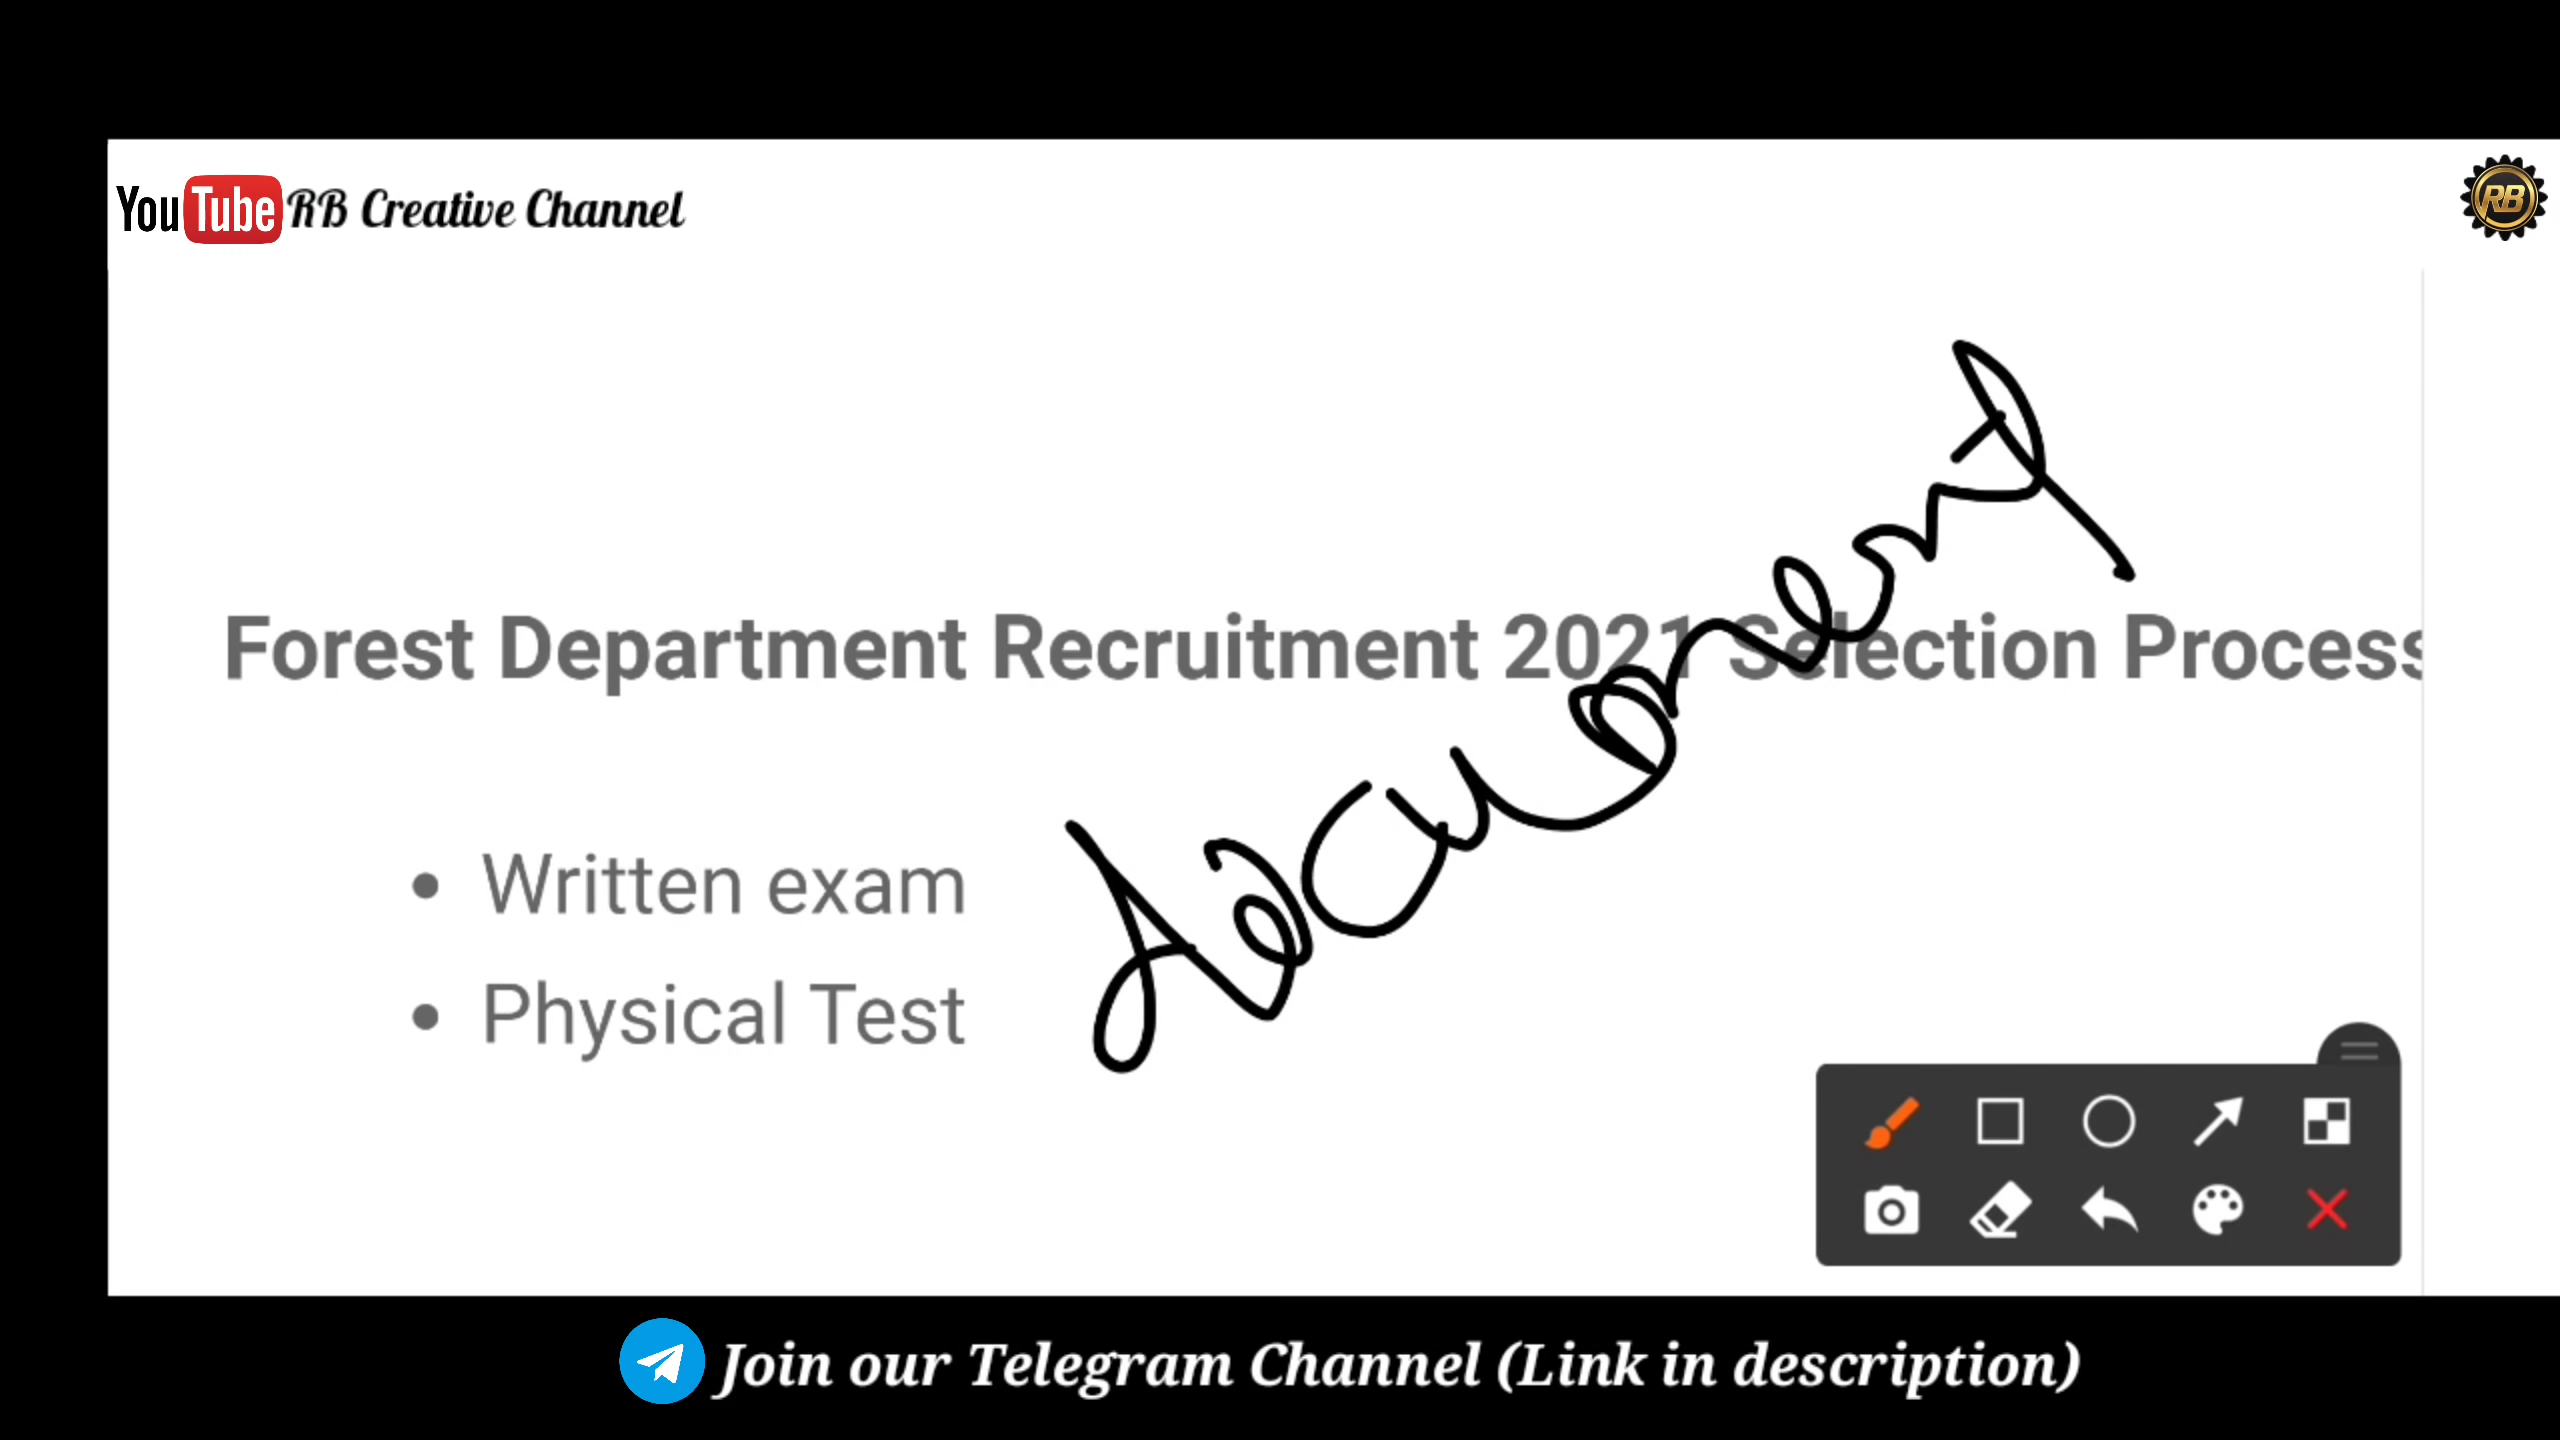 YouTube RB Creative Channel
RB
Document
Forest Department Recruitment 2021 Selection Process
Written exam
Physical Test
Join our Telegram Channel (Link in description)